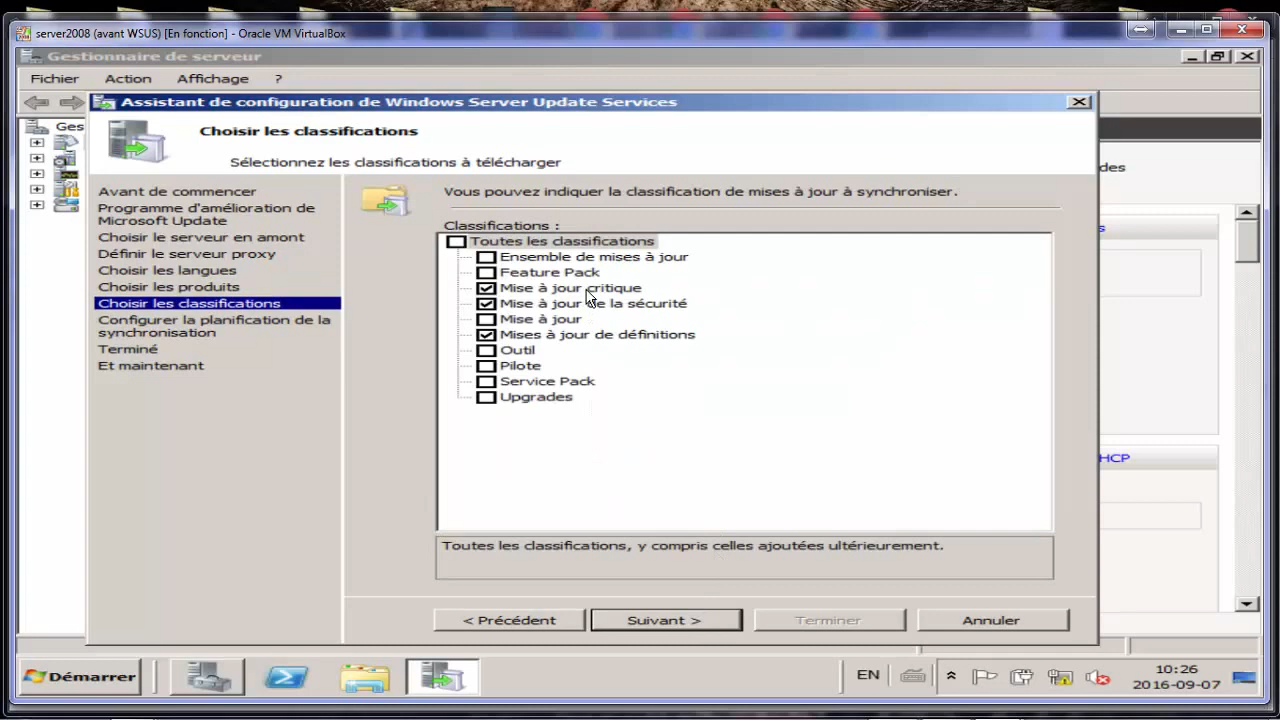 server2008 (avant WSUS) [En fonction] - Oracle VM VirtualBox
Gestionnaire de serveur
Fichier Action Affichage ?
Assistant de configuration de Windows Server Update Services
Ges
Choisir les classifications
Sélectionnez les classifications à télécharger
des
Avant de commencer
Programme d'amélioration de
Microsoft Update
Choisir le serveur en amont
Définir le serveur proxy
Choisir les langues
Choisir les produits
Choisir les classifications
Configurer la planification de la
synchronisation
Terminé
Et maintenant
Vous pouvez indiquer la classification de mises à jour à synchroniser.
Classifications :
Toutes les classifications
Ensemble de mises à jour
Feature Pack
Mise à jour critique
Mise à jour de la sécurité
Mise à jour
Mises à jour de définitions
Outil
Pilote
Service Pack
Upgrades
s
HCP
Toutes les classifications, y compris celles ajoutées ultérieurement.
< Précédent Suivant > Terminer Annuler
Démarrer
EN
10:26
2016-09-07